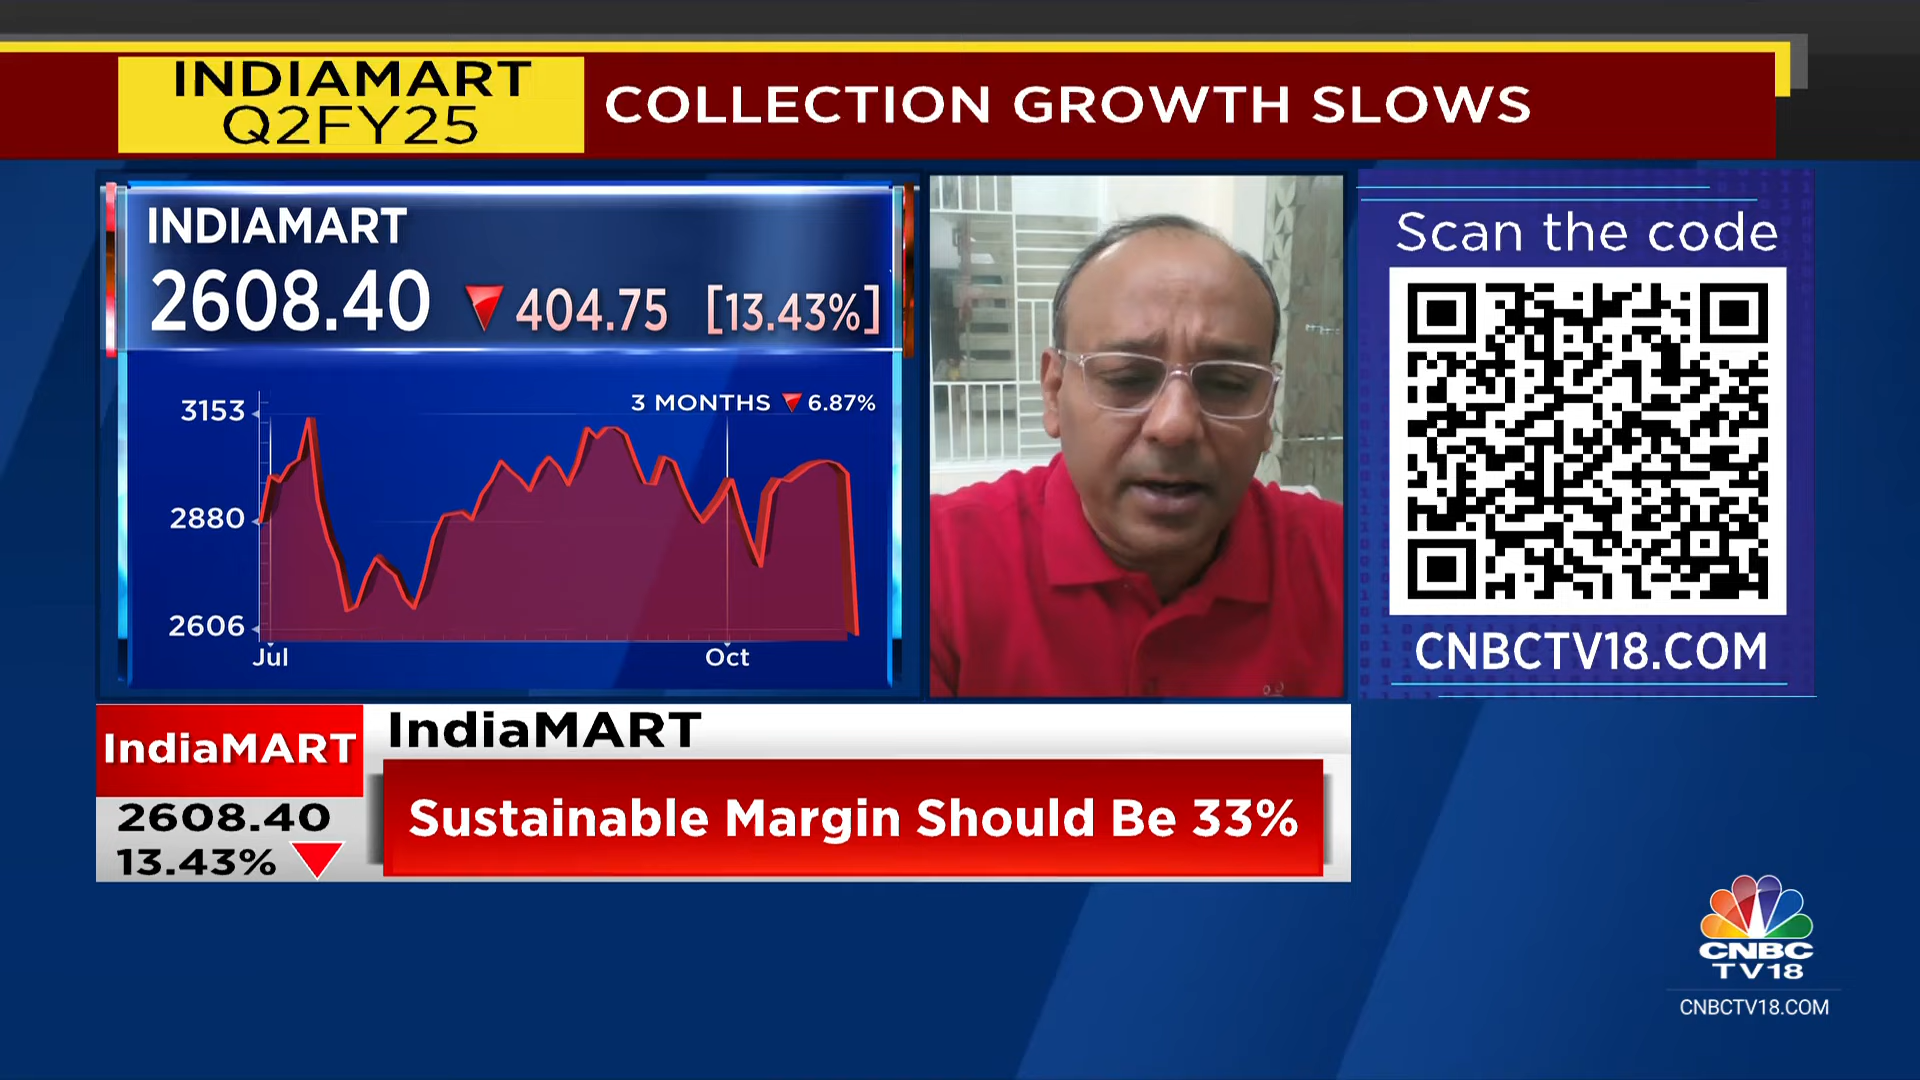 INDIAMART
Q2FY25
COLLECTION GROWTH SLOWS
INDIAMART
2608.40 ▼ 404.75 [13.43%]
3 MONTHS ▼ 6.87%
3153
2880
2606
Jul
Oct
Scan the code
CNBCTV18.COM
IndiaMART
2608.40
13.43% ▼
IndiaMART
Sustainable Margin Should Be 33%
CNBC
TV18
CNBCTV18.COM